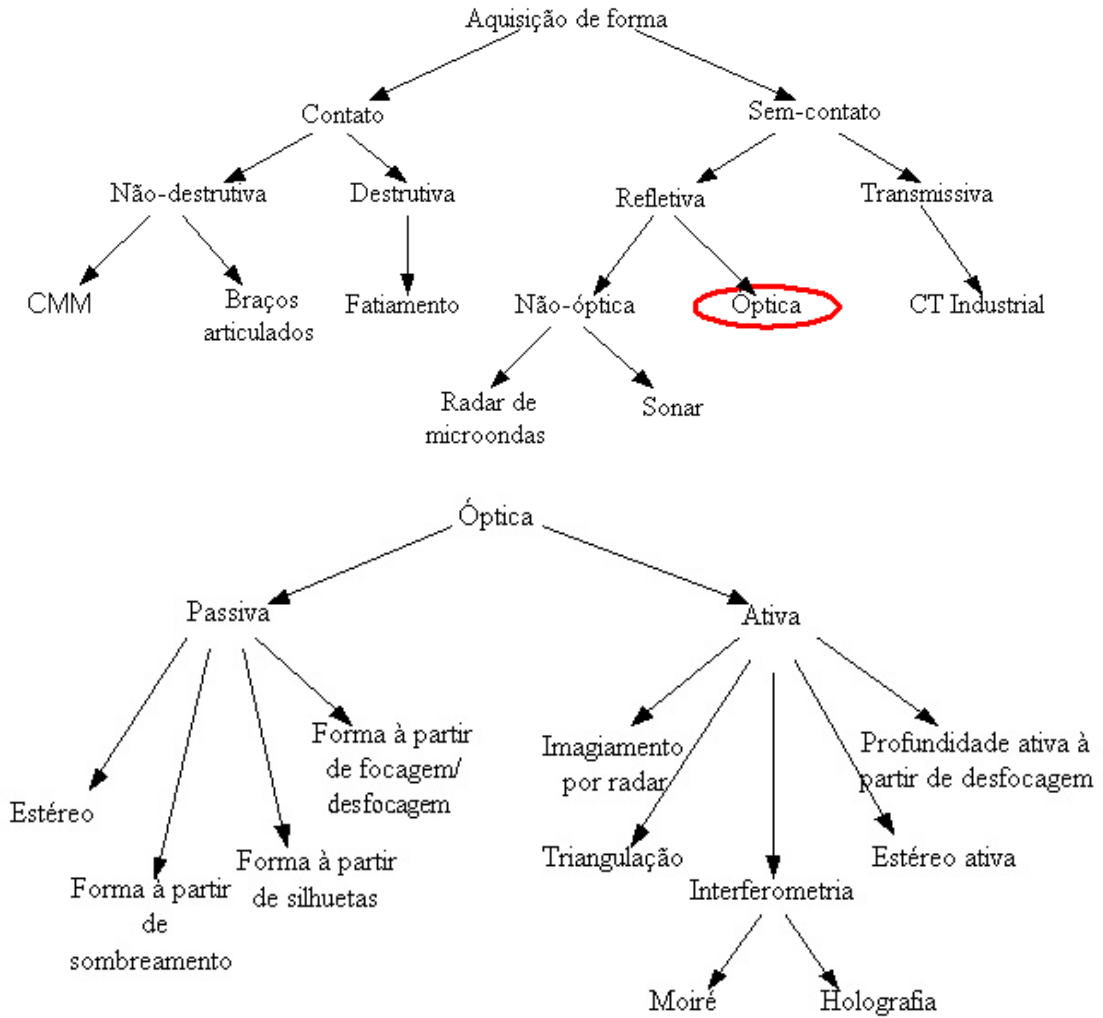 Aquisição de forma
Contato
Sem-contato
Não-destrutiva
Destrutiva
Refletiva
Transmissiva
CMM
Braços
articulados
Fatiamento
Não-óptica
Óptica
CT Industrial
Radar de
microondas
Sonar
Óptica
Passiva
Ativa
Estéreo
Forma à partir
de
sombreamento
Forma à partir
de silhuetas
Forma à partir
de focagem/
desfocagem
Imagiamento
por radar
Triangulação
Interferometria
Estéreo ativa
Profundidade ativa à
partir de desfocagem
Moiré
Holografia